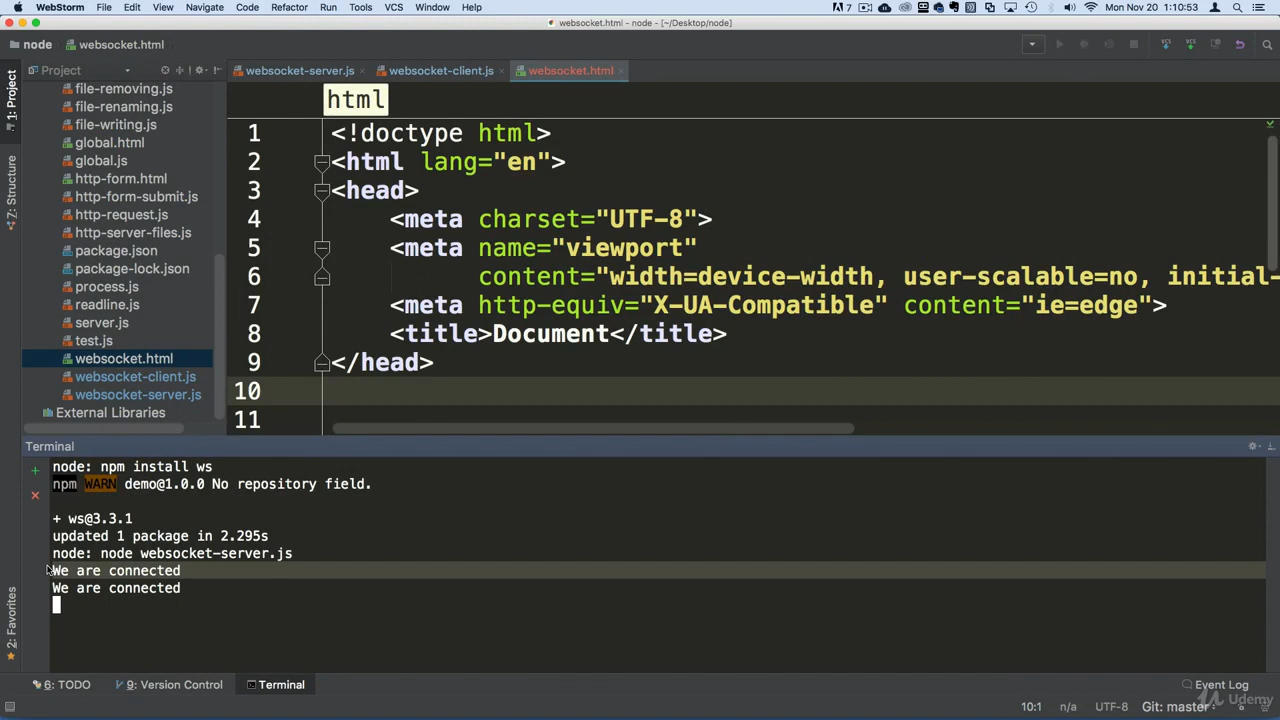 WebStorm File Edit View Navigate Code Refactor Run Tools VCS Window Help 7 Mon Nov 20 1:10:53
websocket.html - node - [~/Desktop/node]
node websocket.html
1: Project
Z: Structure
2: Favorites
Project
websocket-server.js websocket-client.js websocket.html
file-removing.js
file-renaming.js
file-writing.js
global.html
global.js
http-form.html
http-form-submit.js
http-request.js
http-server-files.js
package.json
package-lock.json
process.js
readline.js
server.js
test.js
websocket.html
websocket-client.js
websocket-server.js
External Libraries
html
1 <!doctype html>
2 <html lang="en">
3 <head>
4 <meta charset="UTF-8">
5 <meta name="viewport"
6 content="width=device-width, user-scalable=no, initial-
7 <meta http-equiv="X-UA-Compatible" content="ie=edge">
8 <title>Document</title>
9 </head>
10
11
Terminal
node: npm install ws
npm WARN demo@1.0.0 No repository field.
+ ws@3.3.1
updated 1 package in 2.295s
node: node websocket-server.js
We are connected
We are connected
6: TODO 9: Version Control Terminal Event Log
10:1 n/a UTF-8 Git: master
Udemy